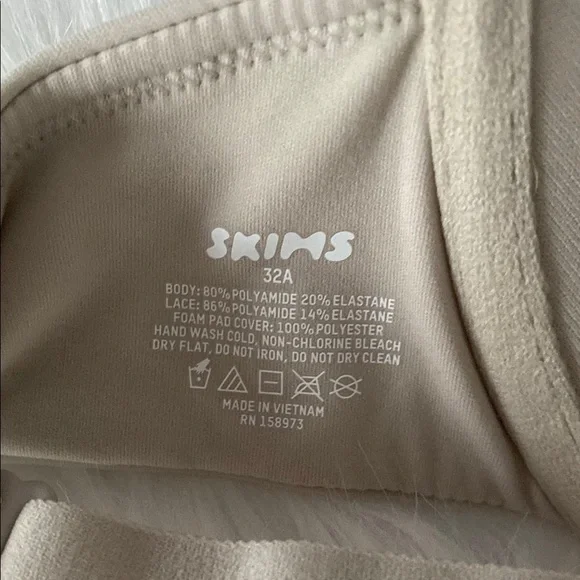 SKIMS
32A
BODY: 80% POLYAMIDE 20% ELASTANE
LACE: 86% POLYAMIDE 14% ELASTANE
FOAM PAD COVER: 100% POLYESTER
HAND WASH COLD, NON-CHLORINE BLEACH
DRY FLAT, DO NOT IRON, DO NOT DRY CLEAN
MADE IN VIETNAM
RN 158973